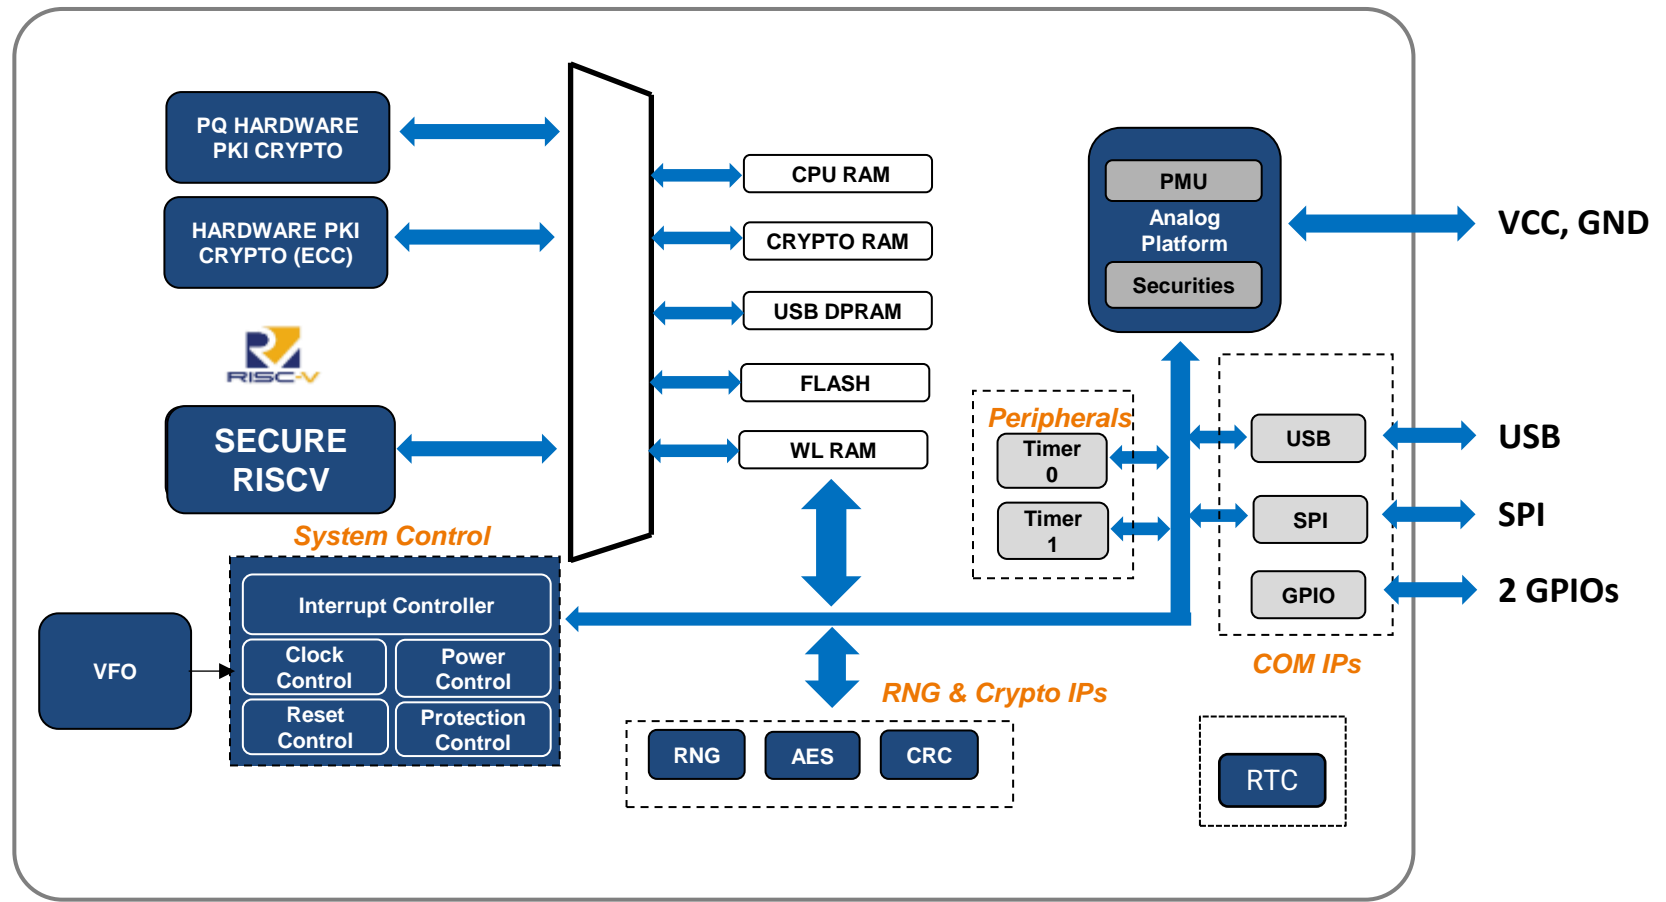 PQ HARDWARE
PKI CRYPTO
HARDWARE PKI
CRYPTO (ECC)
RISC-V
SECURE
RISCV
System Control
Interrupt Controller
Clock
Control
Power
Control
Reset
Control
Protection
Control
VFO
CPU RAM
CRYPTO RAM
USB DPRAM
FLASH
WL RAM
RNG & Crypto IPs
RNG
AES
CRC
PMU
Analog
Platform
Securities
Peripherals
Timer
0
Timer
1
USB
SPI
GPIO
COM IPs
RTC
VCC, GND
USB
SPI
2 GPIOs